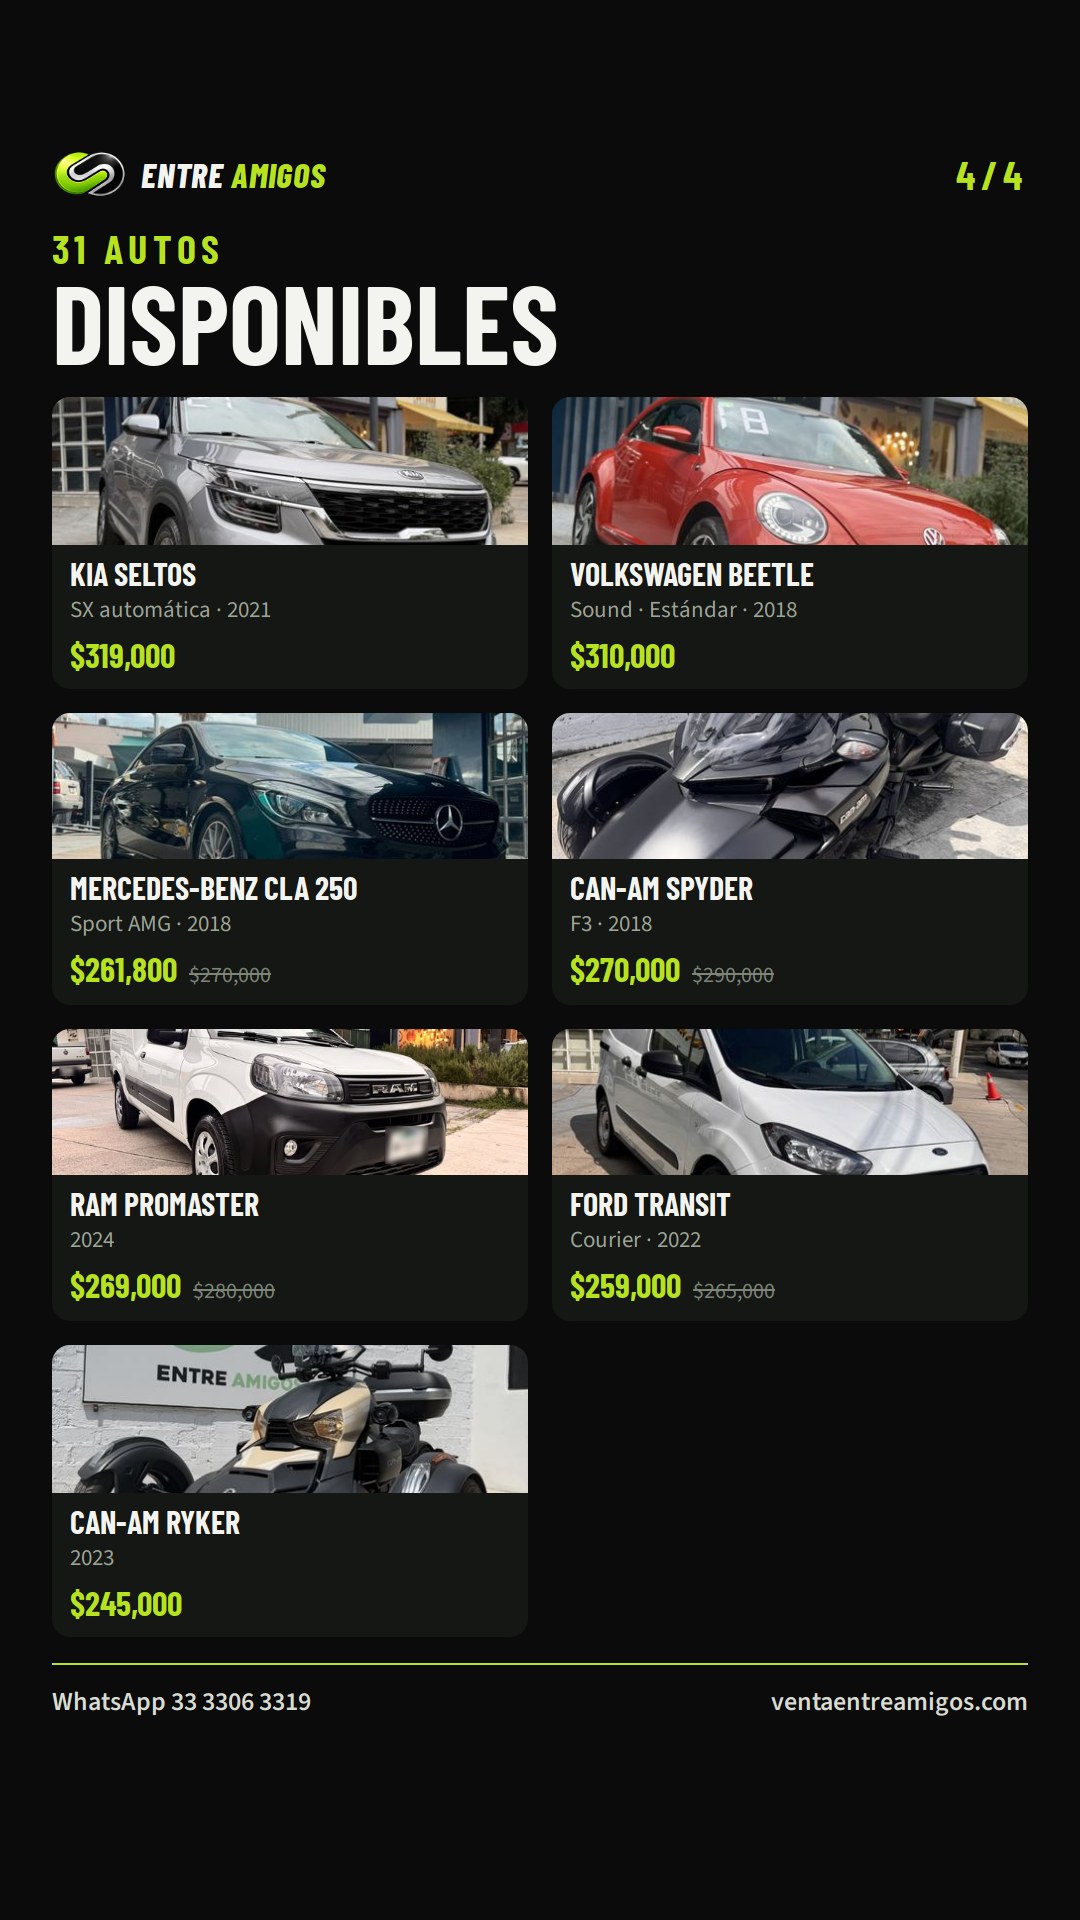 ENTRE AMIGOS
4/4
31 AUTOS
DISPONIBLES
KIA SELTOS
SX automática · 2021
$319,000
VOLKSWAGEN BEETLE
Sound · Estándar · 2018
$310,000
MERCEDES-BENZ CLA 250
Sport AMG · 2018
$261,800 $270,000
CAN-AM SPYDER
F3 · 2018
$270,000 $290,000
RAM
RAM PROMASTER
2024
$269,000 $280,000
FORD TRANSIT
Courier · 2022
$259,000 $265,000
ENTRE AMIGOS
CAN-AM RYKER
2023
$245,000
WhatsApp 33 3306 3319
ventaentreamigos.com